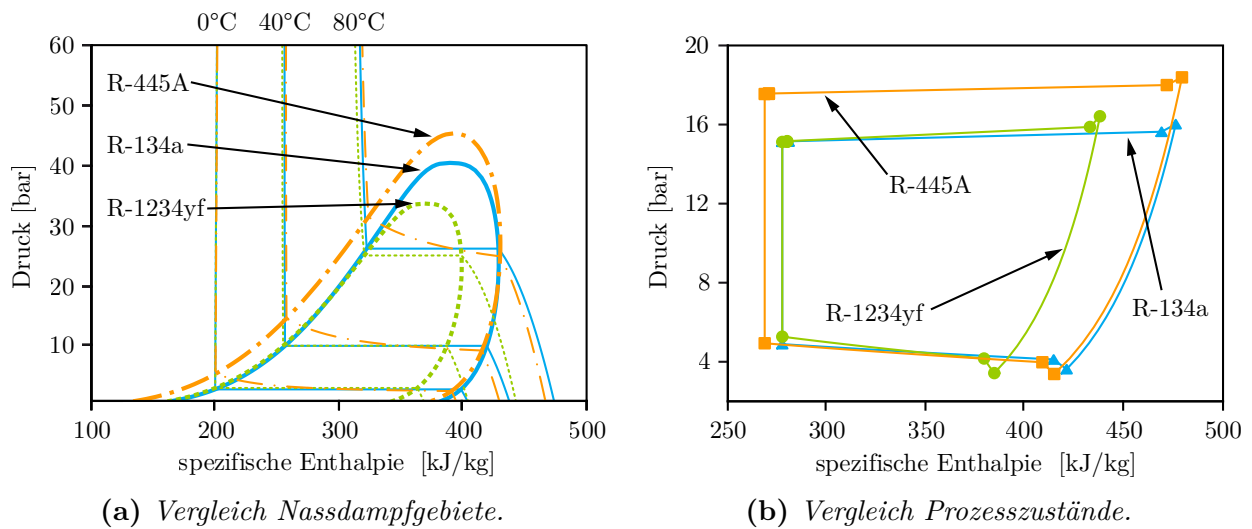 0°C 40°C 80°C
60
50
40
30
20
10
Druck [bar]
R-445A
R-134a
R-1234yf
100 200 300 400 500
spezifische Enthalpie [kJ/kg]
(a) Vergleich Nassdampfgebiete.
20
16
12
8
4
Druck [bar]
R-445A
R-1234yf
R-134a
250 300 350 400 450 500
spezifische Enthalpie [kJ/kg]
(b) Vergleich Prozesszustände.